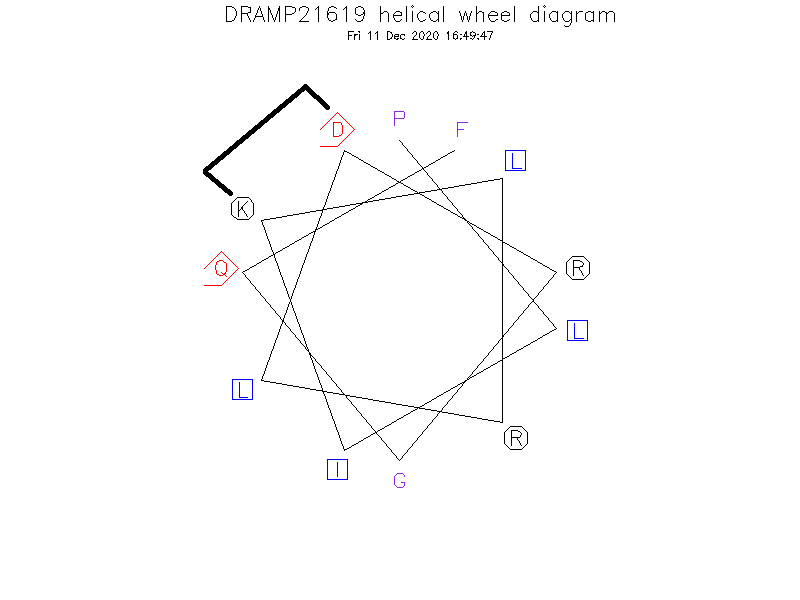 DRAMP21619 helical wheel diagram
Fri 11 Dec 2020 16:49:47
P
F
D
L
K
Q
R
L
L
R
I
G